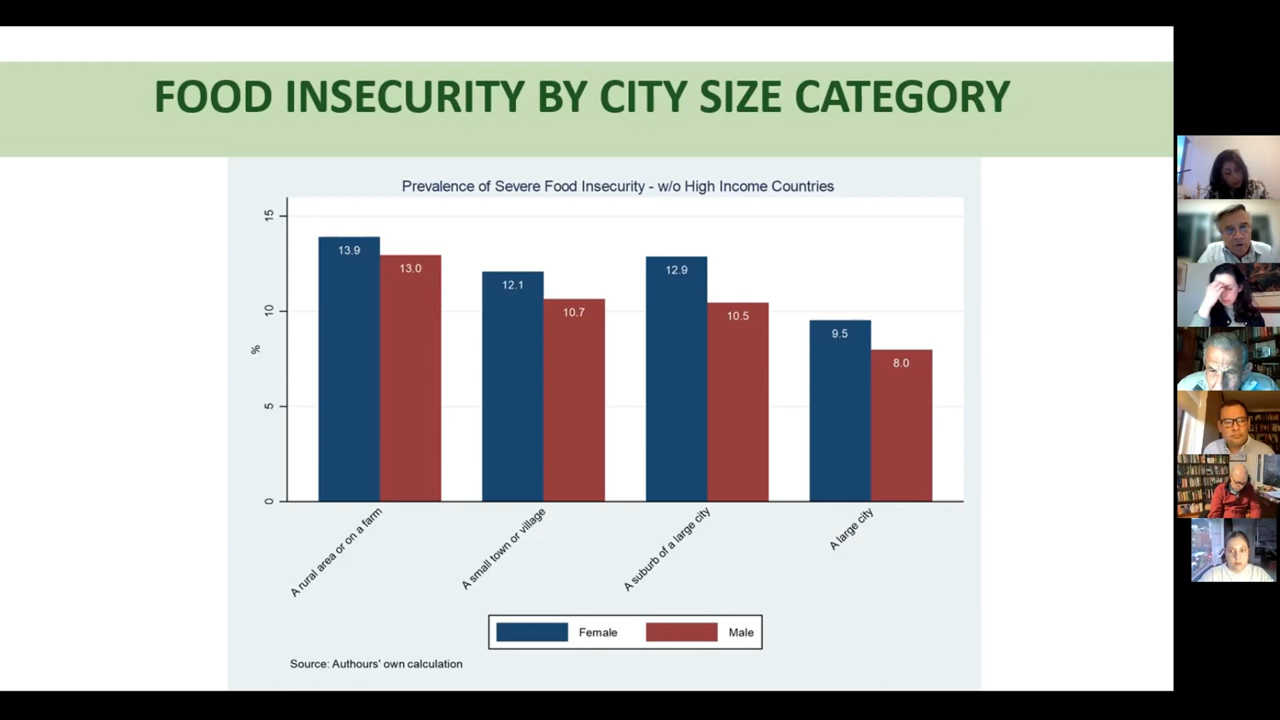 FOOD INSECURITY BY CITY SIZE CATEGORY
Prevalence of Severe Food Insecurity - w/o High Income Countries
15
10
5
0
%
13.9
13.0
12.1
10.7
12.9
10.5
9.5
8.0
A rural area or on a farm
A small town or village
A suburb of a large city
A large city
Female
Male
Source: Authours' own calculation